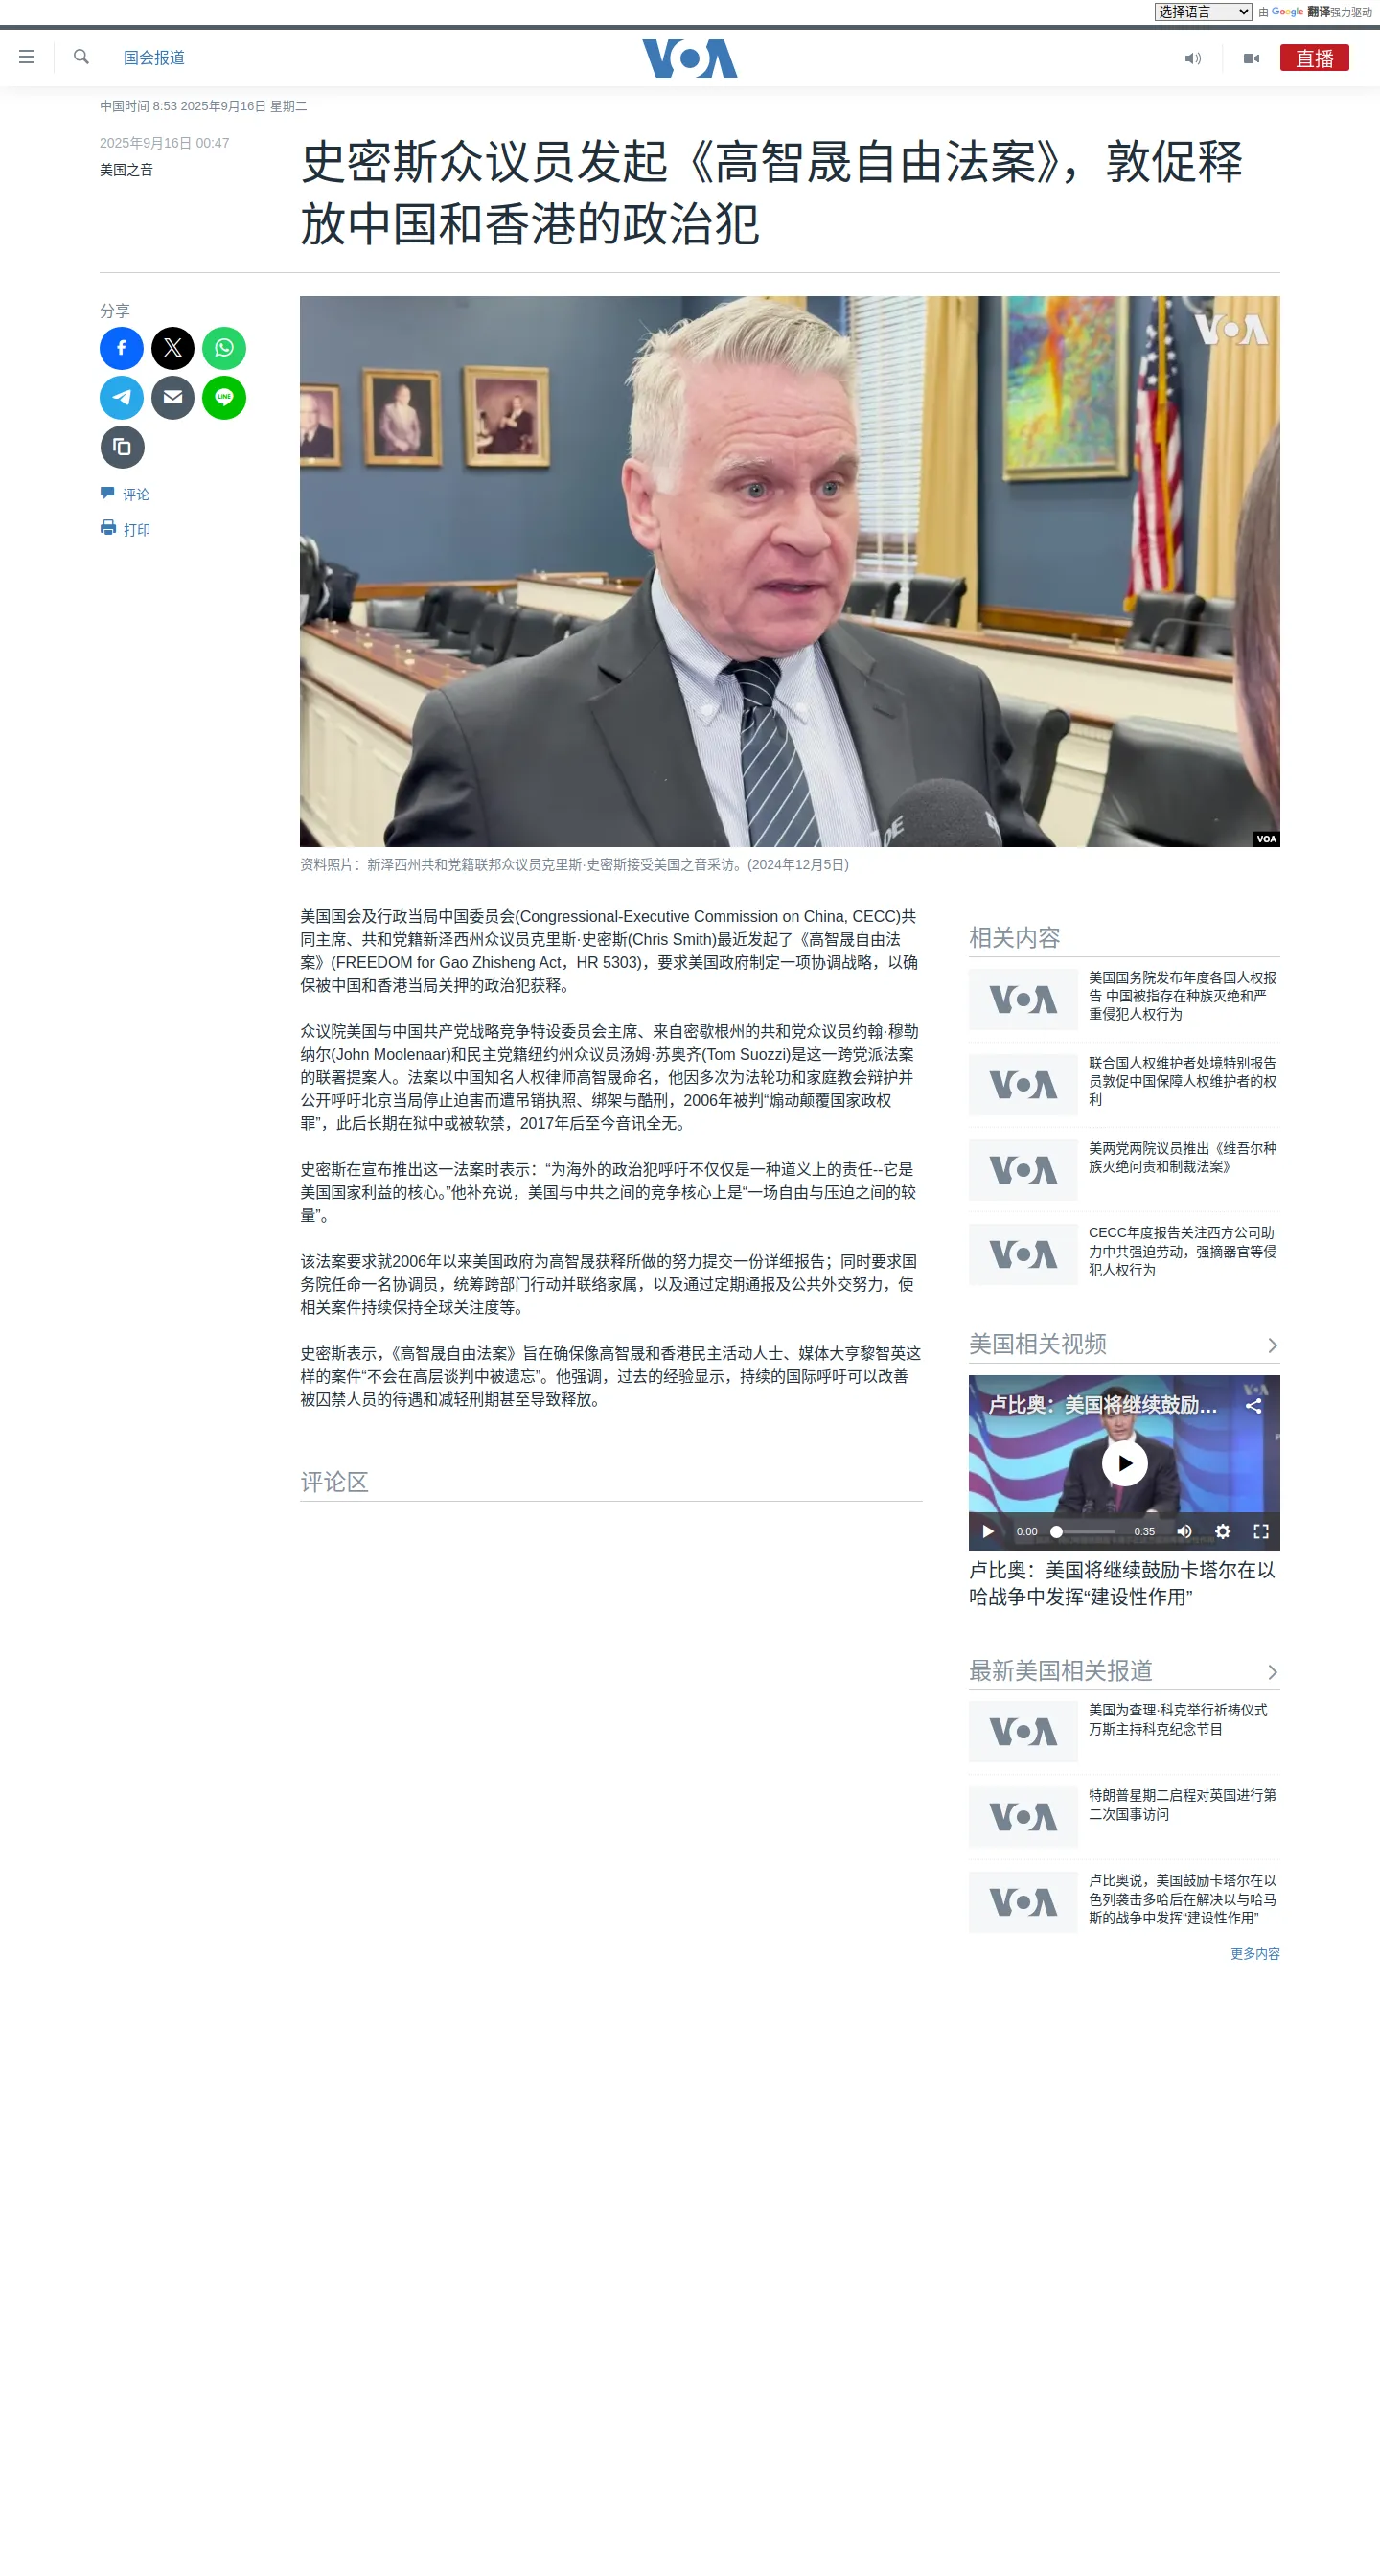 选择语言 由 Google 翻译强力驱动
国会报道
VOA
直播
中国时间 8:53 2025年9月16日 星期二
2025年9月16日 00:47
美国之音
史密斯众议员发起《高智晟自由法案》，敦促释
放中国和香港的政治犯
分享
LINE
评论
打印
VOA
VOA
资料照片：新泽西州共和党籍联邦众议员克里斯·史密斯接受美国之音采访。(2024年12月5日)
美国国会及行政当局中国委员会(Congressional-Executive Commission on China, CECC)共
同主席、共和党籍新泽西州众议员克里斯·史密斯(Chris Smith)最近发起了《高智晟自由法
案》(FREEDOM for Gao Zhisheng Act，HR 5303)，要求美国政府制定一项协调战略，以确
保被中国和香港当局关押的政治犯获释。
众议院美国与中国共产党战略竞争特设委员会主席、来自密歇根州的共和党众议员约翰·穆勒
纳尔(John Moolenaar)和民主党籍纽约州众议员汤姆·苏奥齐(Tom Suozzi)是这一跨党派法案
的联署提案人。法案以中国知名人权律师高智晟命名，他因多次为法轮功和家庭教会辩护并
公开呼吁北京当局停止迫害而遭吊销执照、绑架与酷刑，2006年被判“煽动颠覆国家政权
罪”，此后长期在狱中或被软禁，2017年后至今音讯全无。
史密斯在宣布推出这一法案时表示：“为海外的政治犯呼吁不仅仅是一种道义上的责任--它是
美国国家利益的核心。”他补充说，美国与中共之间的竞争核心上是“一场自由与压迫之间的较
量”。
该法案要求就2006年以来美国政府为高智晟获释所做的努力提交一份详细报告；同时要求国
务院任命一名协调员，统筹跨部门行动并联络家属，以及通过定期通报及公共外交努力，使
相关案件持续保持全球关注度等。
史密斯表示，《高智晟自由法案》旨在确保像高智晟和香港民主活动人士、媒体大亨黎智英这
样的案件“不会在高层谈判中被遗忘”。他强调，过去的经验显示，持续的国际呼吁可以改善
被囚禁人员的待遇和减轻刑期甚至导致释放。
评论区
相关内容
VOA
美国国务院发布年度各国人权报
告 中国被指存在种族灭绝和严
重侵犯人权行为
VOA
联合国人权维护者处境特别报告
员敦促中国保障人权维护者的权
利
VOA
美两党两院议员推出《维吾尔种
族灭绝问责和制裁法案》
VOA
CECC年度报告关注西方公司助
力中共强迫劳动，强摘器官等侵
犯人权行为
美国相关视频
卢比奥：美国将继续鼓励...
VOA
0:00 0:35
卢比奥：美国将继续鼓励卡塔尔在以
哈战争中发挥“建设性作用”
最新美国相关报道
VOA
美国为查理·科克举行祈祷仪式
万斯主持科克纪念节目
VOA
特朗普星期二启程对英国进行第
二次国事访问
VOA
卢比奥说，美国鼓励卡塔尔在以
色列袭击多哈后在解决以与哈马
斯的战争中发挥“建设性作用”
更多内容